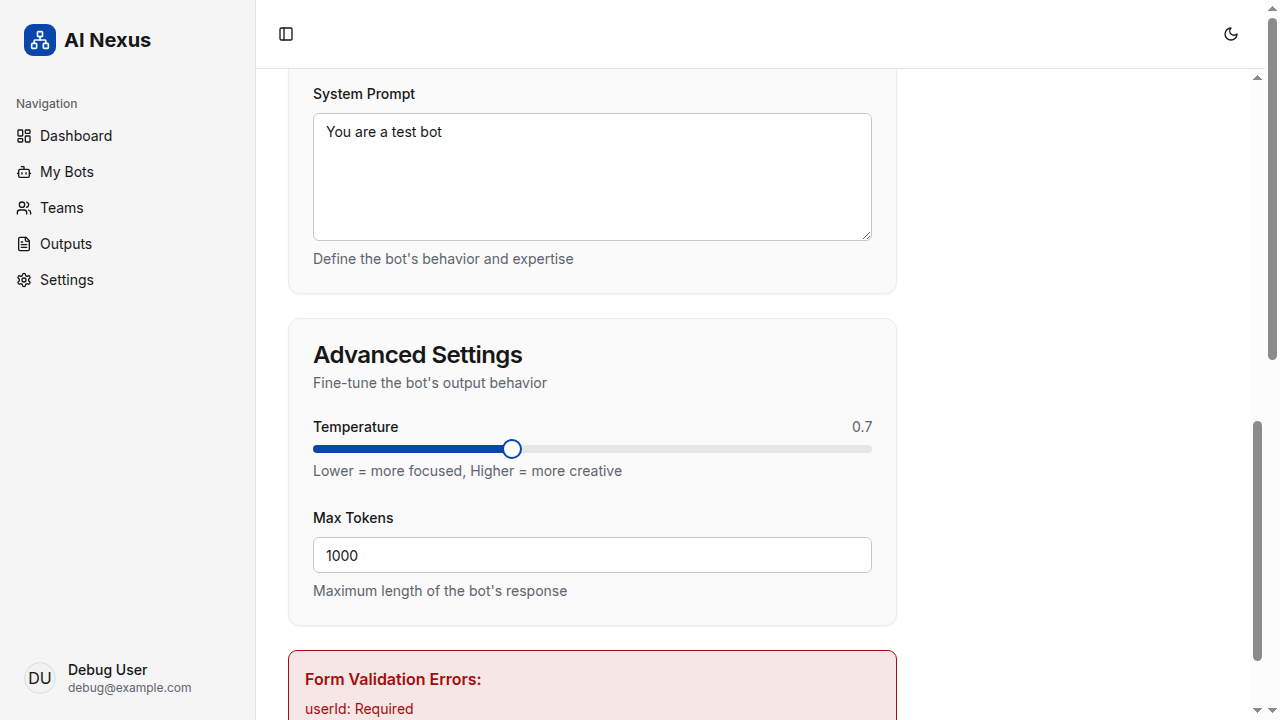 AI Nexus
Navigation
Dashboard
My Bots
Teams
Outputs
Settings
DU
Debug User
debug@example.com
System Prompt
You are a test bot
Define the bot's behavior and expertise
Advanced Settings
Fine-tune the bot's output behavior
Temperature 0.7
Lower = more focused, Higher = more creative
Max Tokens
1000
Maximum length of the bot's response
Form Validation Errors:
userId: Required